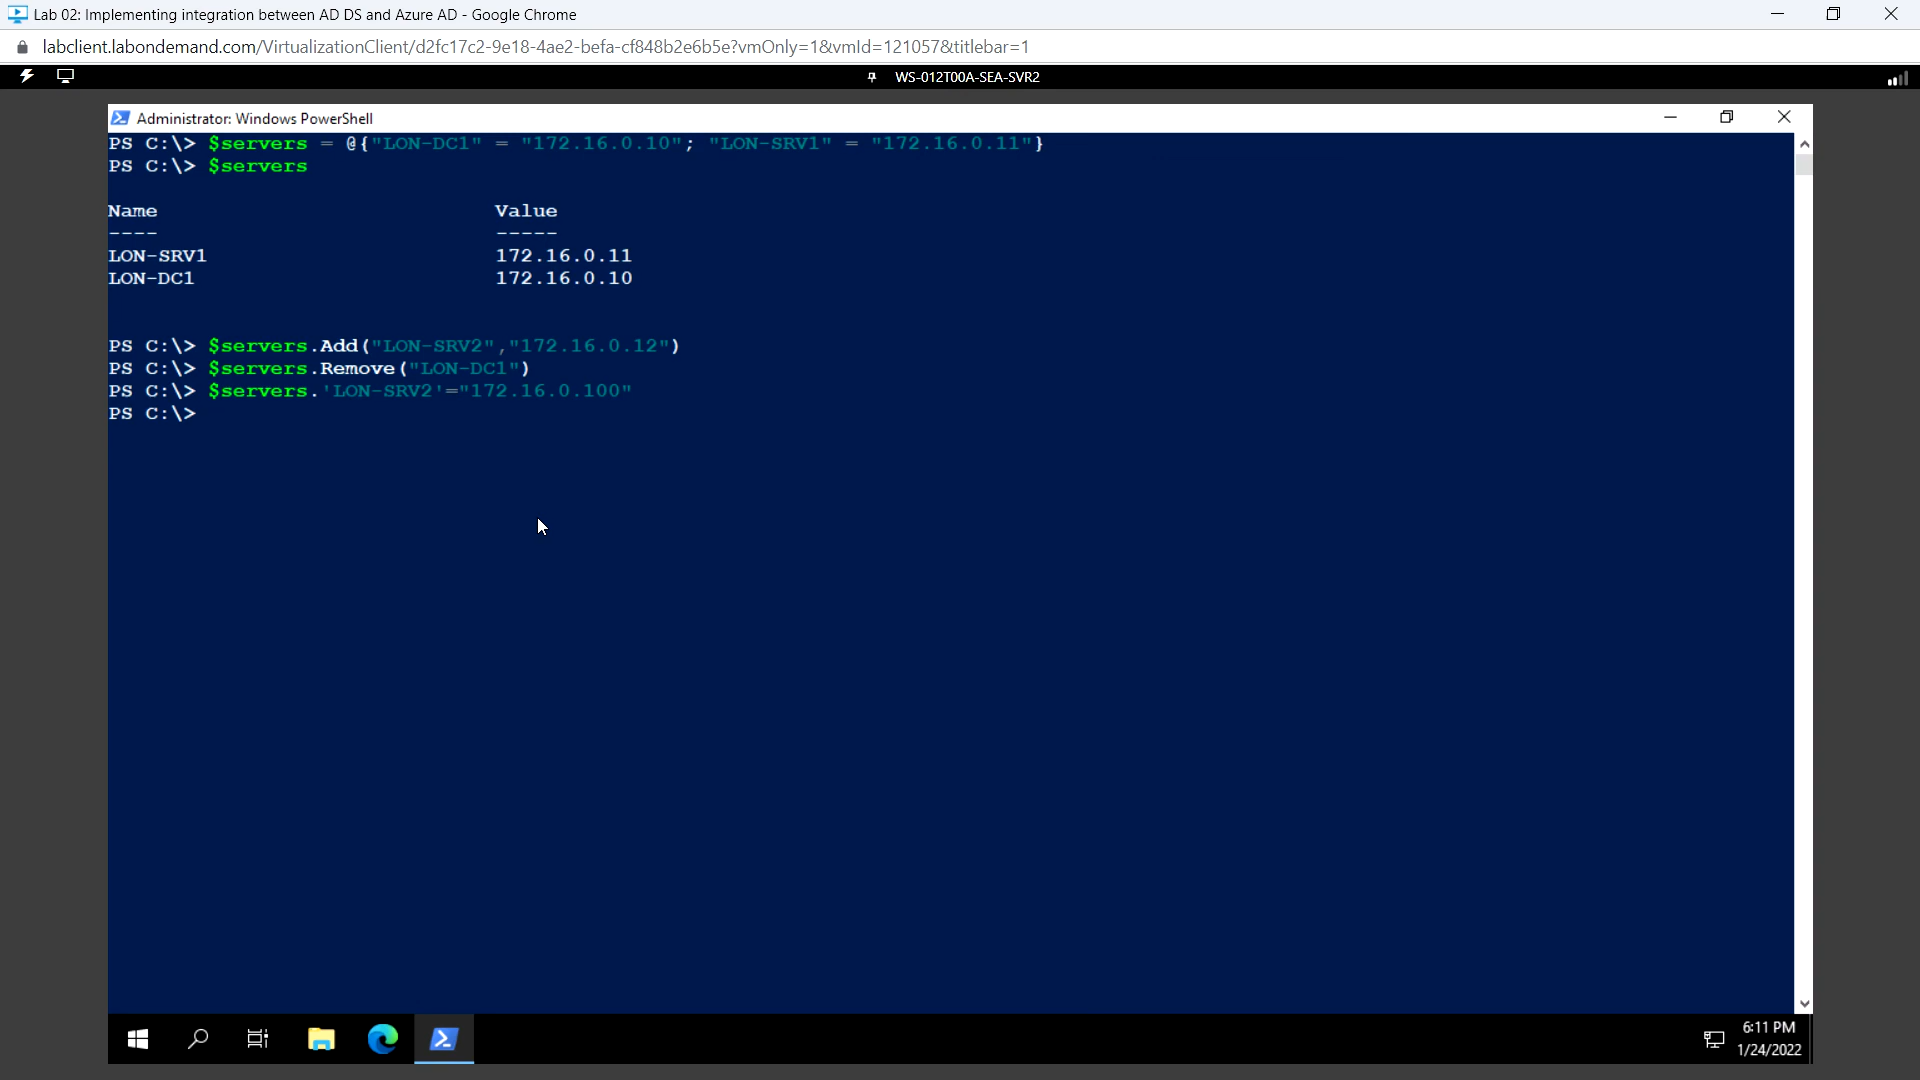 Lab 02: Implementing integration between AD DS and Azure AD - Google Chrome
labclient.labondemand.com/VirtualizationClient/d2fc17c2-9e18-4ae2-befa-cf848b2e6b5e?vmOnly=1&vmId=121057&titlebar=1
WS-012T00A-SEA-SVR2
Administrator: Windows PowerShell
PS C:\> $servers = @{"LON-DC1" = "172.16.0.10"; "LON-SRV1" = "172.16.0.11"}
PS C:\> $servers
Name                           Value
----                           -----
LON-SRV1                       172.16.0.11
LON-DC1                        172.16.0.10
PS C:\> $servers.Add("LON-SRV2","172.16.0.12")
PS C:\> $servers.Remove("LON-DC1")
PS C:\> $servers.'LON-SRV2'="172.16.0.100"
PS C:\>
6:11 PM
1/24/2022